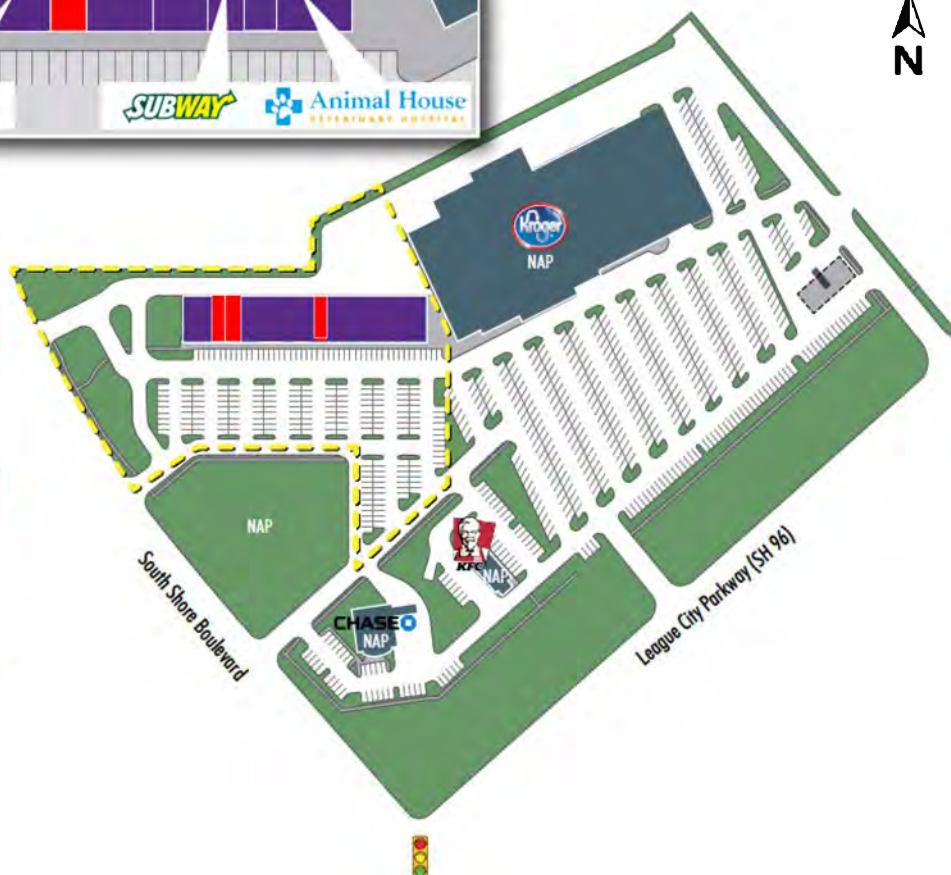 SUBWAY
Animal House
VETERINARY HOSPITAL
N
Kroger
NAP
NAP
KFC
NAP
CHASE
NAP
South Shore Boulevard
League City Parkway (SH 96)